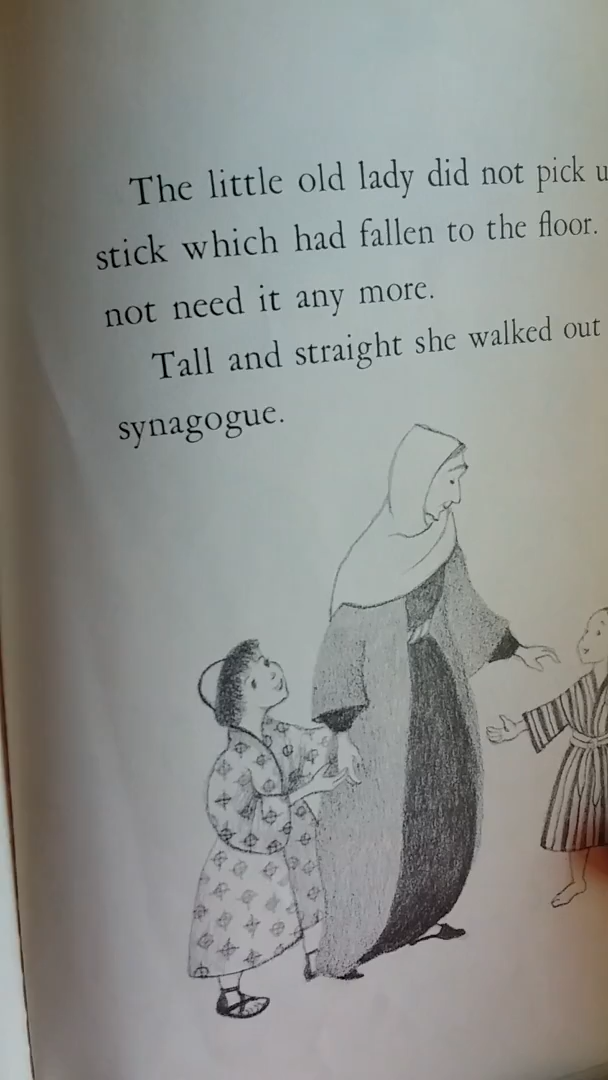 The little old lady did not pick
stick which had fallen to the floor.
not need it any more.
Tall and straight she walked out
synagogue.